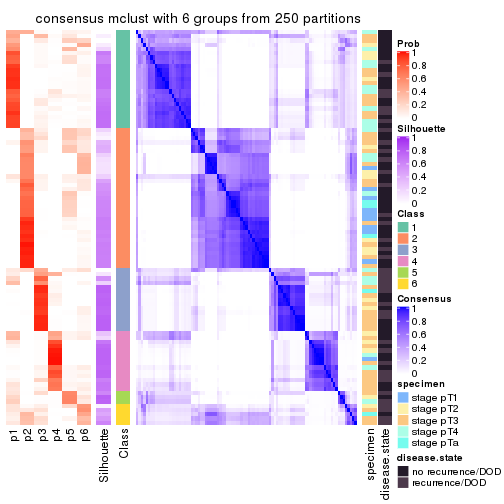 consensus mclust with 6 groups from 250 partitions
Prob
1
0.8
0.6
0.4
0.2
0
Silhouette
1
0.8
0.6
0.4
0.2
0
Class
1
2
3
4
5
6
Consensus
1
0.8
0.6
0.4
0.2
0
specimen
stage pT1
stage pT2
stage pT3
stage pT4
stage pTa
disease.state
no recurrence/DOD
recurrence/DOD
p1
p2
p3
p4
p5
p6
Silhouette
Class
specimen
disease.state